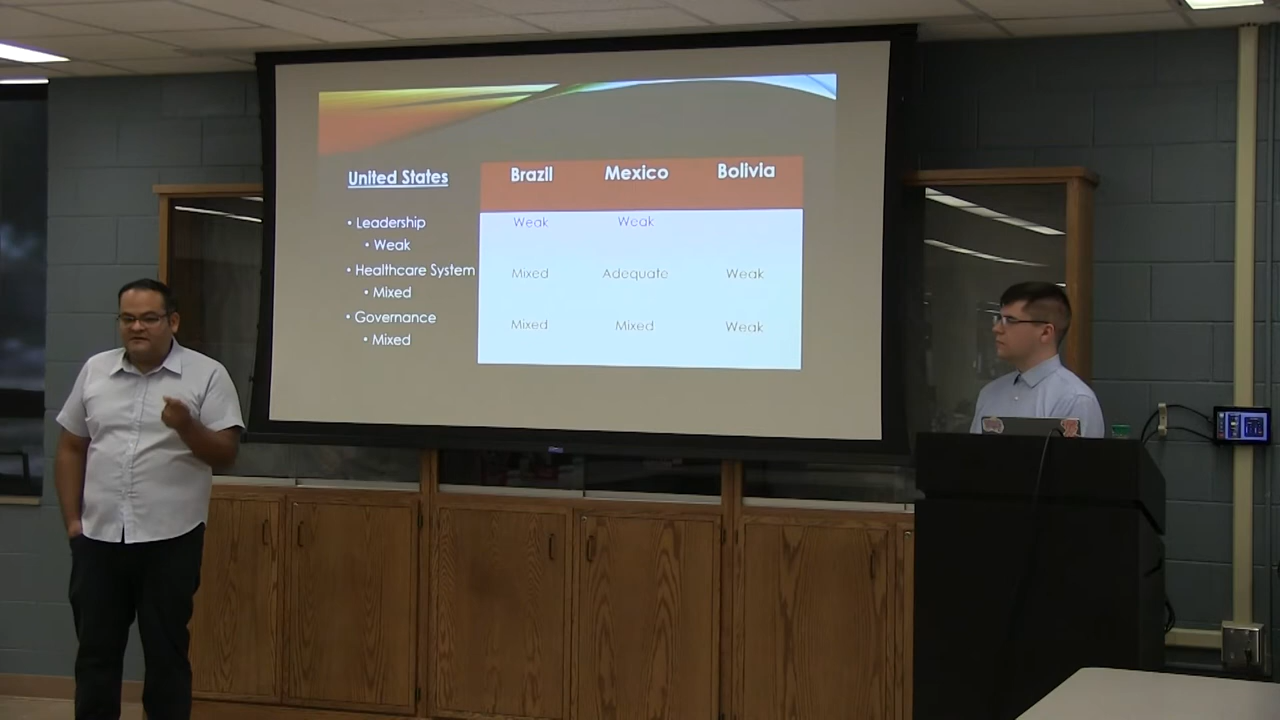 United States
• Leadership
• Weak
• Healthcare System
• Mixed
• Governance
• Mixed
Brazil Mexico Bolivia
Weak Weak
Mixed Adequate Weak
Mixed Mixed Weak